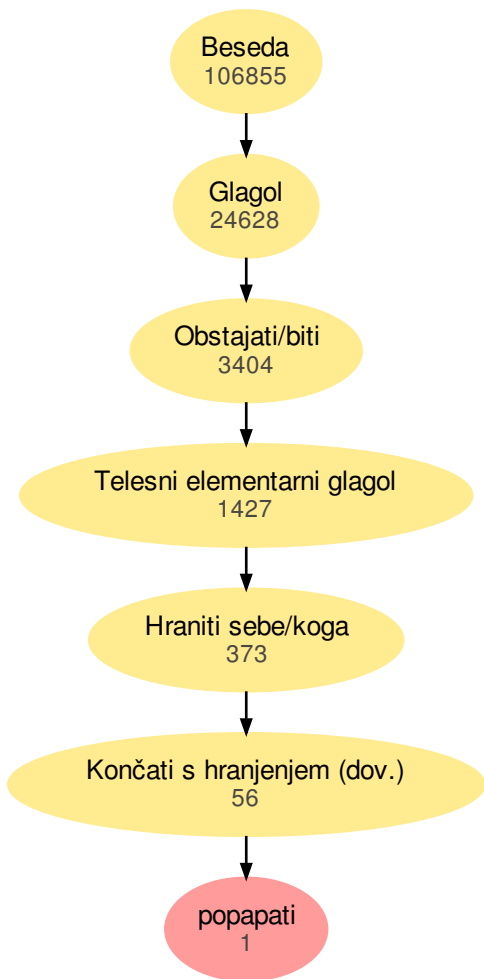 Beseda
106855
Glagol
24628
Obstajati/biti
3404
Telesni elementarni glagol
1427
Hraniti sebe/koga
373
Končati s hranjenjem (dov.)
56
popapati
1